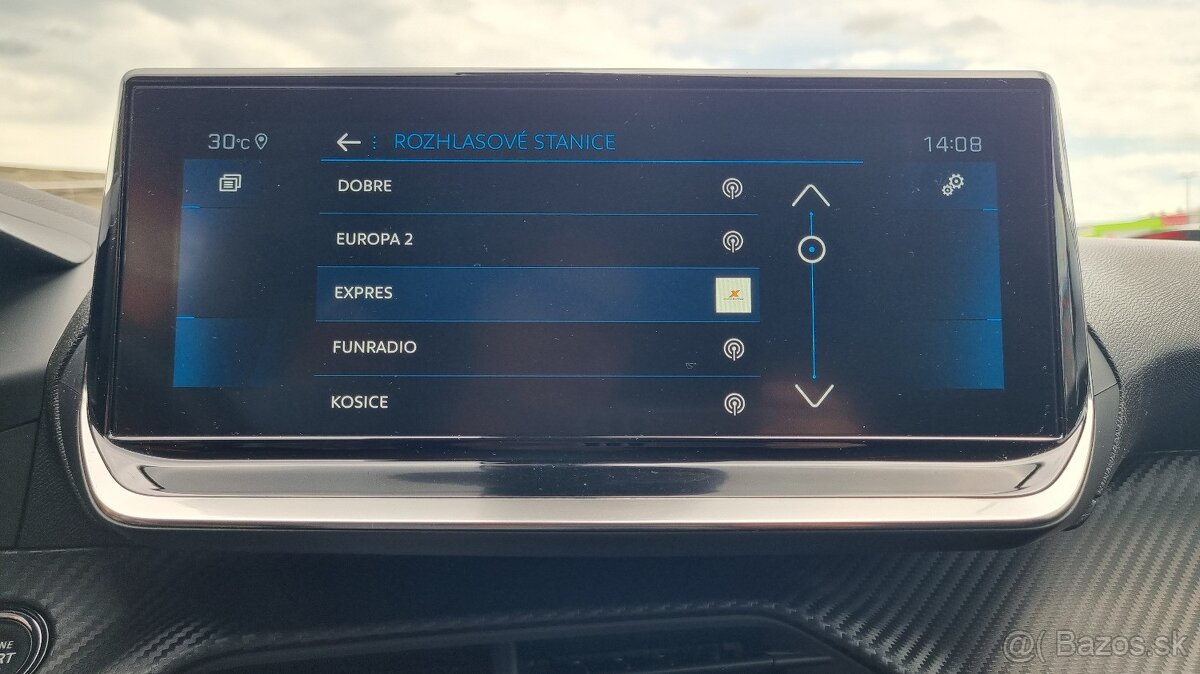 30°C
ROZHLASOVÉ STANICE
14:08
DOBRE
EUROPA 2
EXPRES
FUNRADIO
KOSICE
@( Bazos.sk